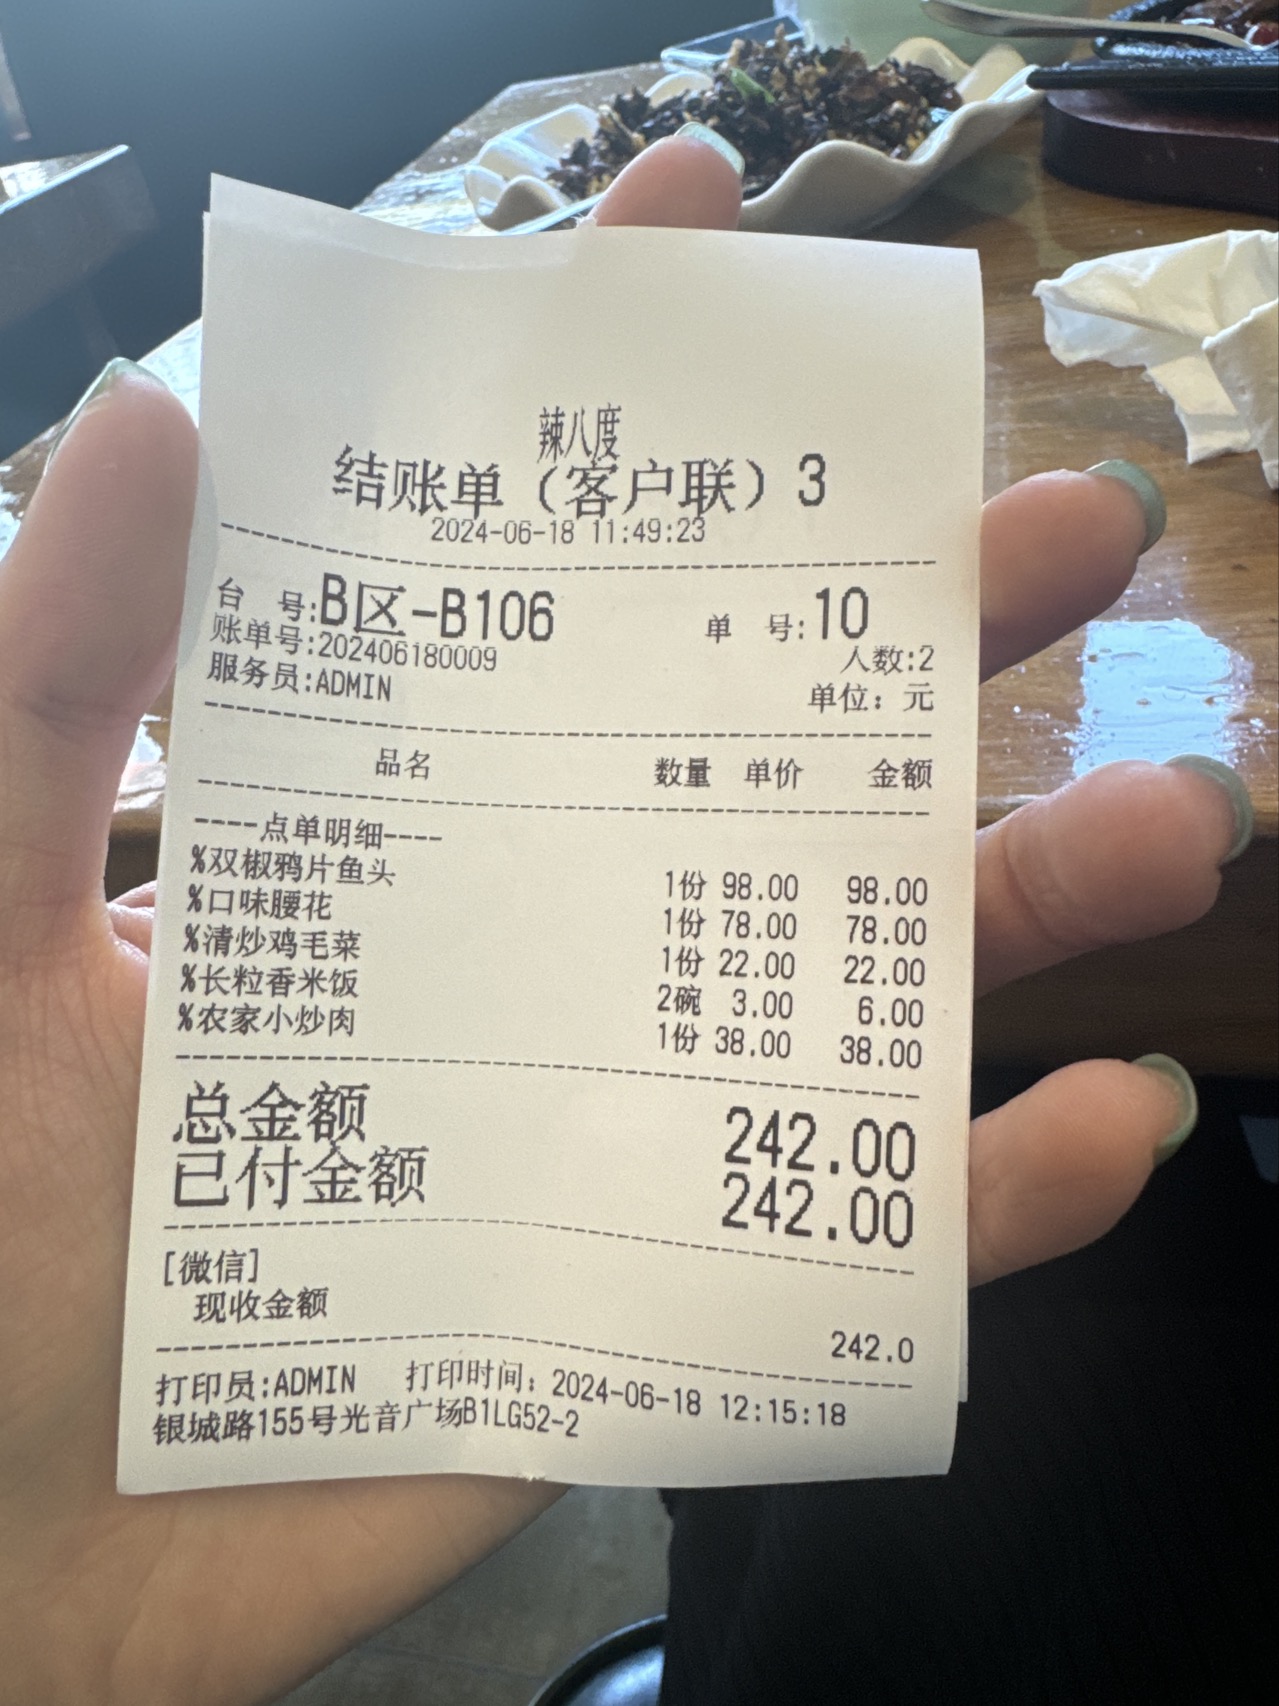 辣八度
结账单（客户联）3
2024-06-18 11:49:23
台 号:B区-B106 单 号:10
账单号:202406180009 人数:2
服务员:ADMIN 单位：元
品名 数量 单价 金额
----点单明细----
%双椒鸦片鱼头 1份 98.00 98.00
%口味腰花 1份 78.00 78.00
%清炒鸡毛菜 1份 22.00 22.00
%长粒香米饭 2碗 3.00 6.00
%农家小炒肉 1份 38.00 38.00
总金额 242.00
已付金额 242.00
[微信]
现收金额 242.0
打印员:ADMIN 打印时间：2024-06-18 12:15:18
银城路155号光音广场B1LG52-2